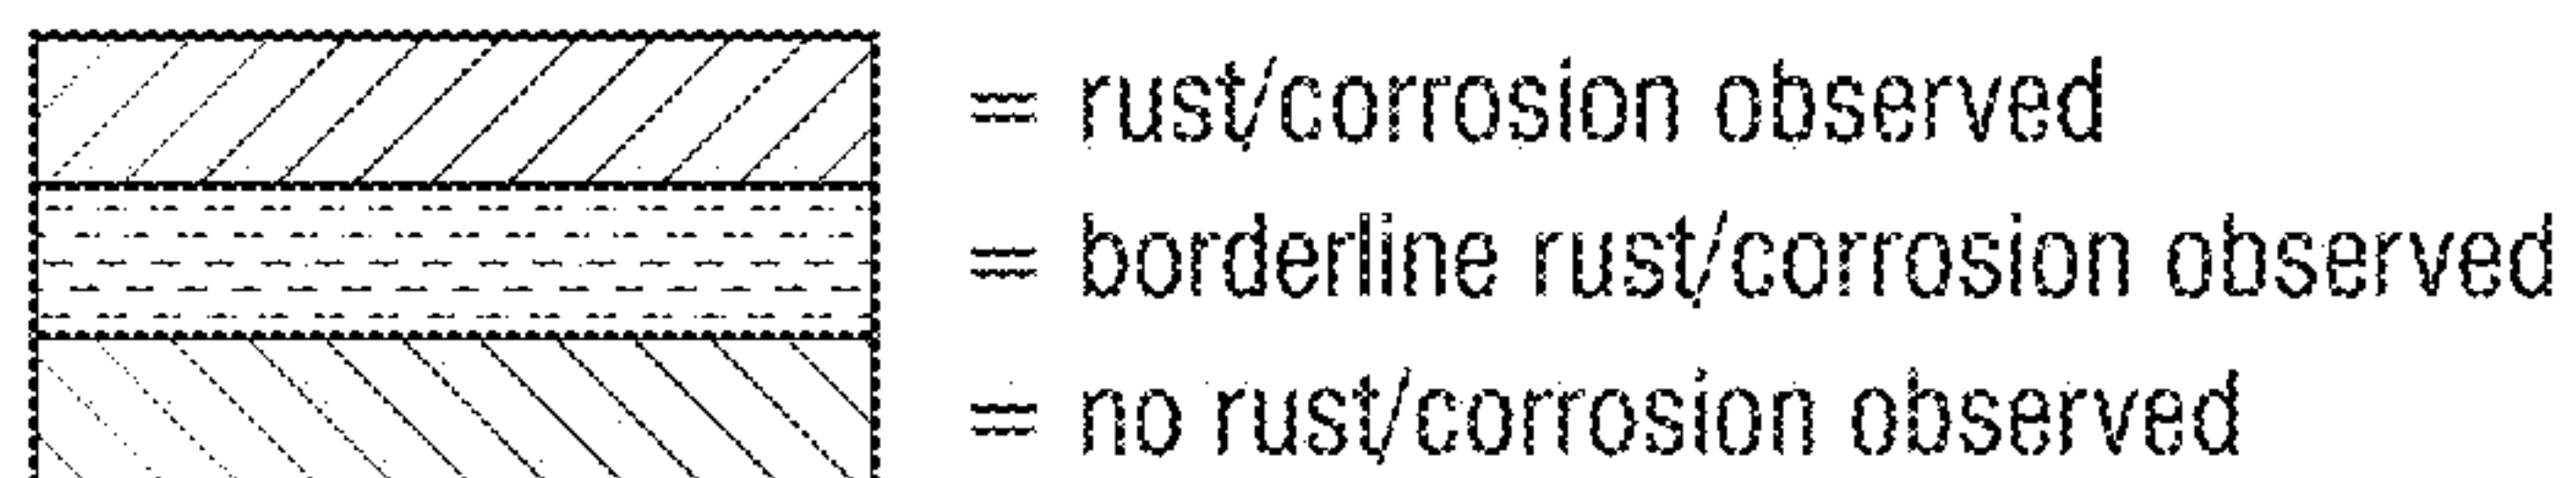 = rust/corrosion observed
= borderline rust/corrosion observed
= no rust/corrosion observed